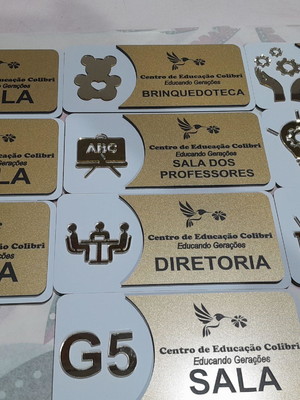 LA
Centro de Educação Colibri
Educando Gerações
BRINQUEDOTECA
LA
ABC
Centro de Educação Colibri
Educando Gerações
SALA DOS
PROFESSORES
Colibri
A
Centro de Educação Colibri
Educando Gerações
DIRETORIA
G5
Centro de Educação Colibri
Educando Gerações
SALA